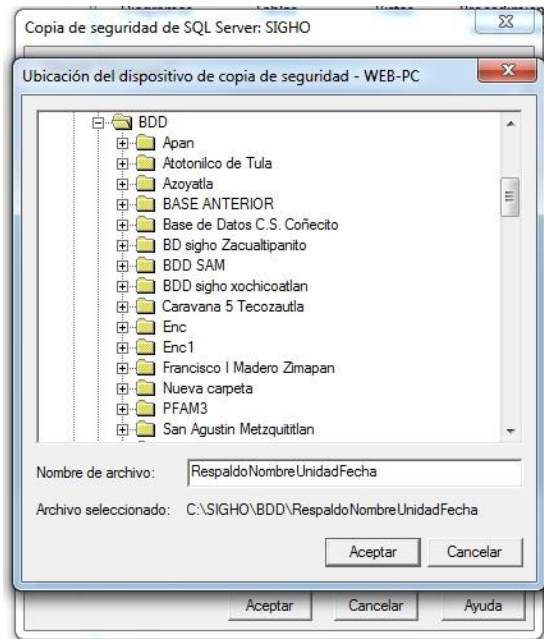 Diagramas Tablas Vistas
Copia de seguridad de SQL Server: SIGHO
Ubicación del dispositivo de copia de seguridad - WEB-PC
BDD
Apan
Atotonilco de Tula
Azoyatla
BASE ANTERIOR
Base de Datos C.S. Coñecito
BD sigho Zacualtipanito
BDD SAM
BDD sigho xochicoatlan
Caravana 5 Tecozautla
Enc
Enc1
Francisco I Madero Zimapan
Nueva carpeta
PFAM3
San Agustin Metzquititlan
Nombre de archivo: RespaldoNombreUnidadFecha
Archivo seleccionado: C:\SIGHO\BDD\RespaldoNombreUnidadFecha
Aceptar Cancelar
Aceptar Cancelar Ayuda